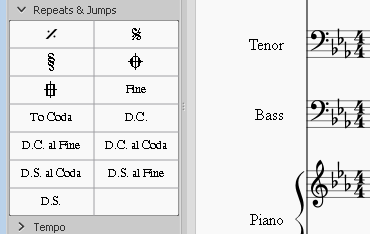 Repeats & Jumps
Fine
To Coda
D.C.
D.C. al Fine
D.C. al Coda
D.S. al Coda
D.S. al Fine
D.S.
Tempo
Tenor
Bass
Piano